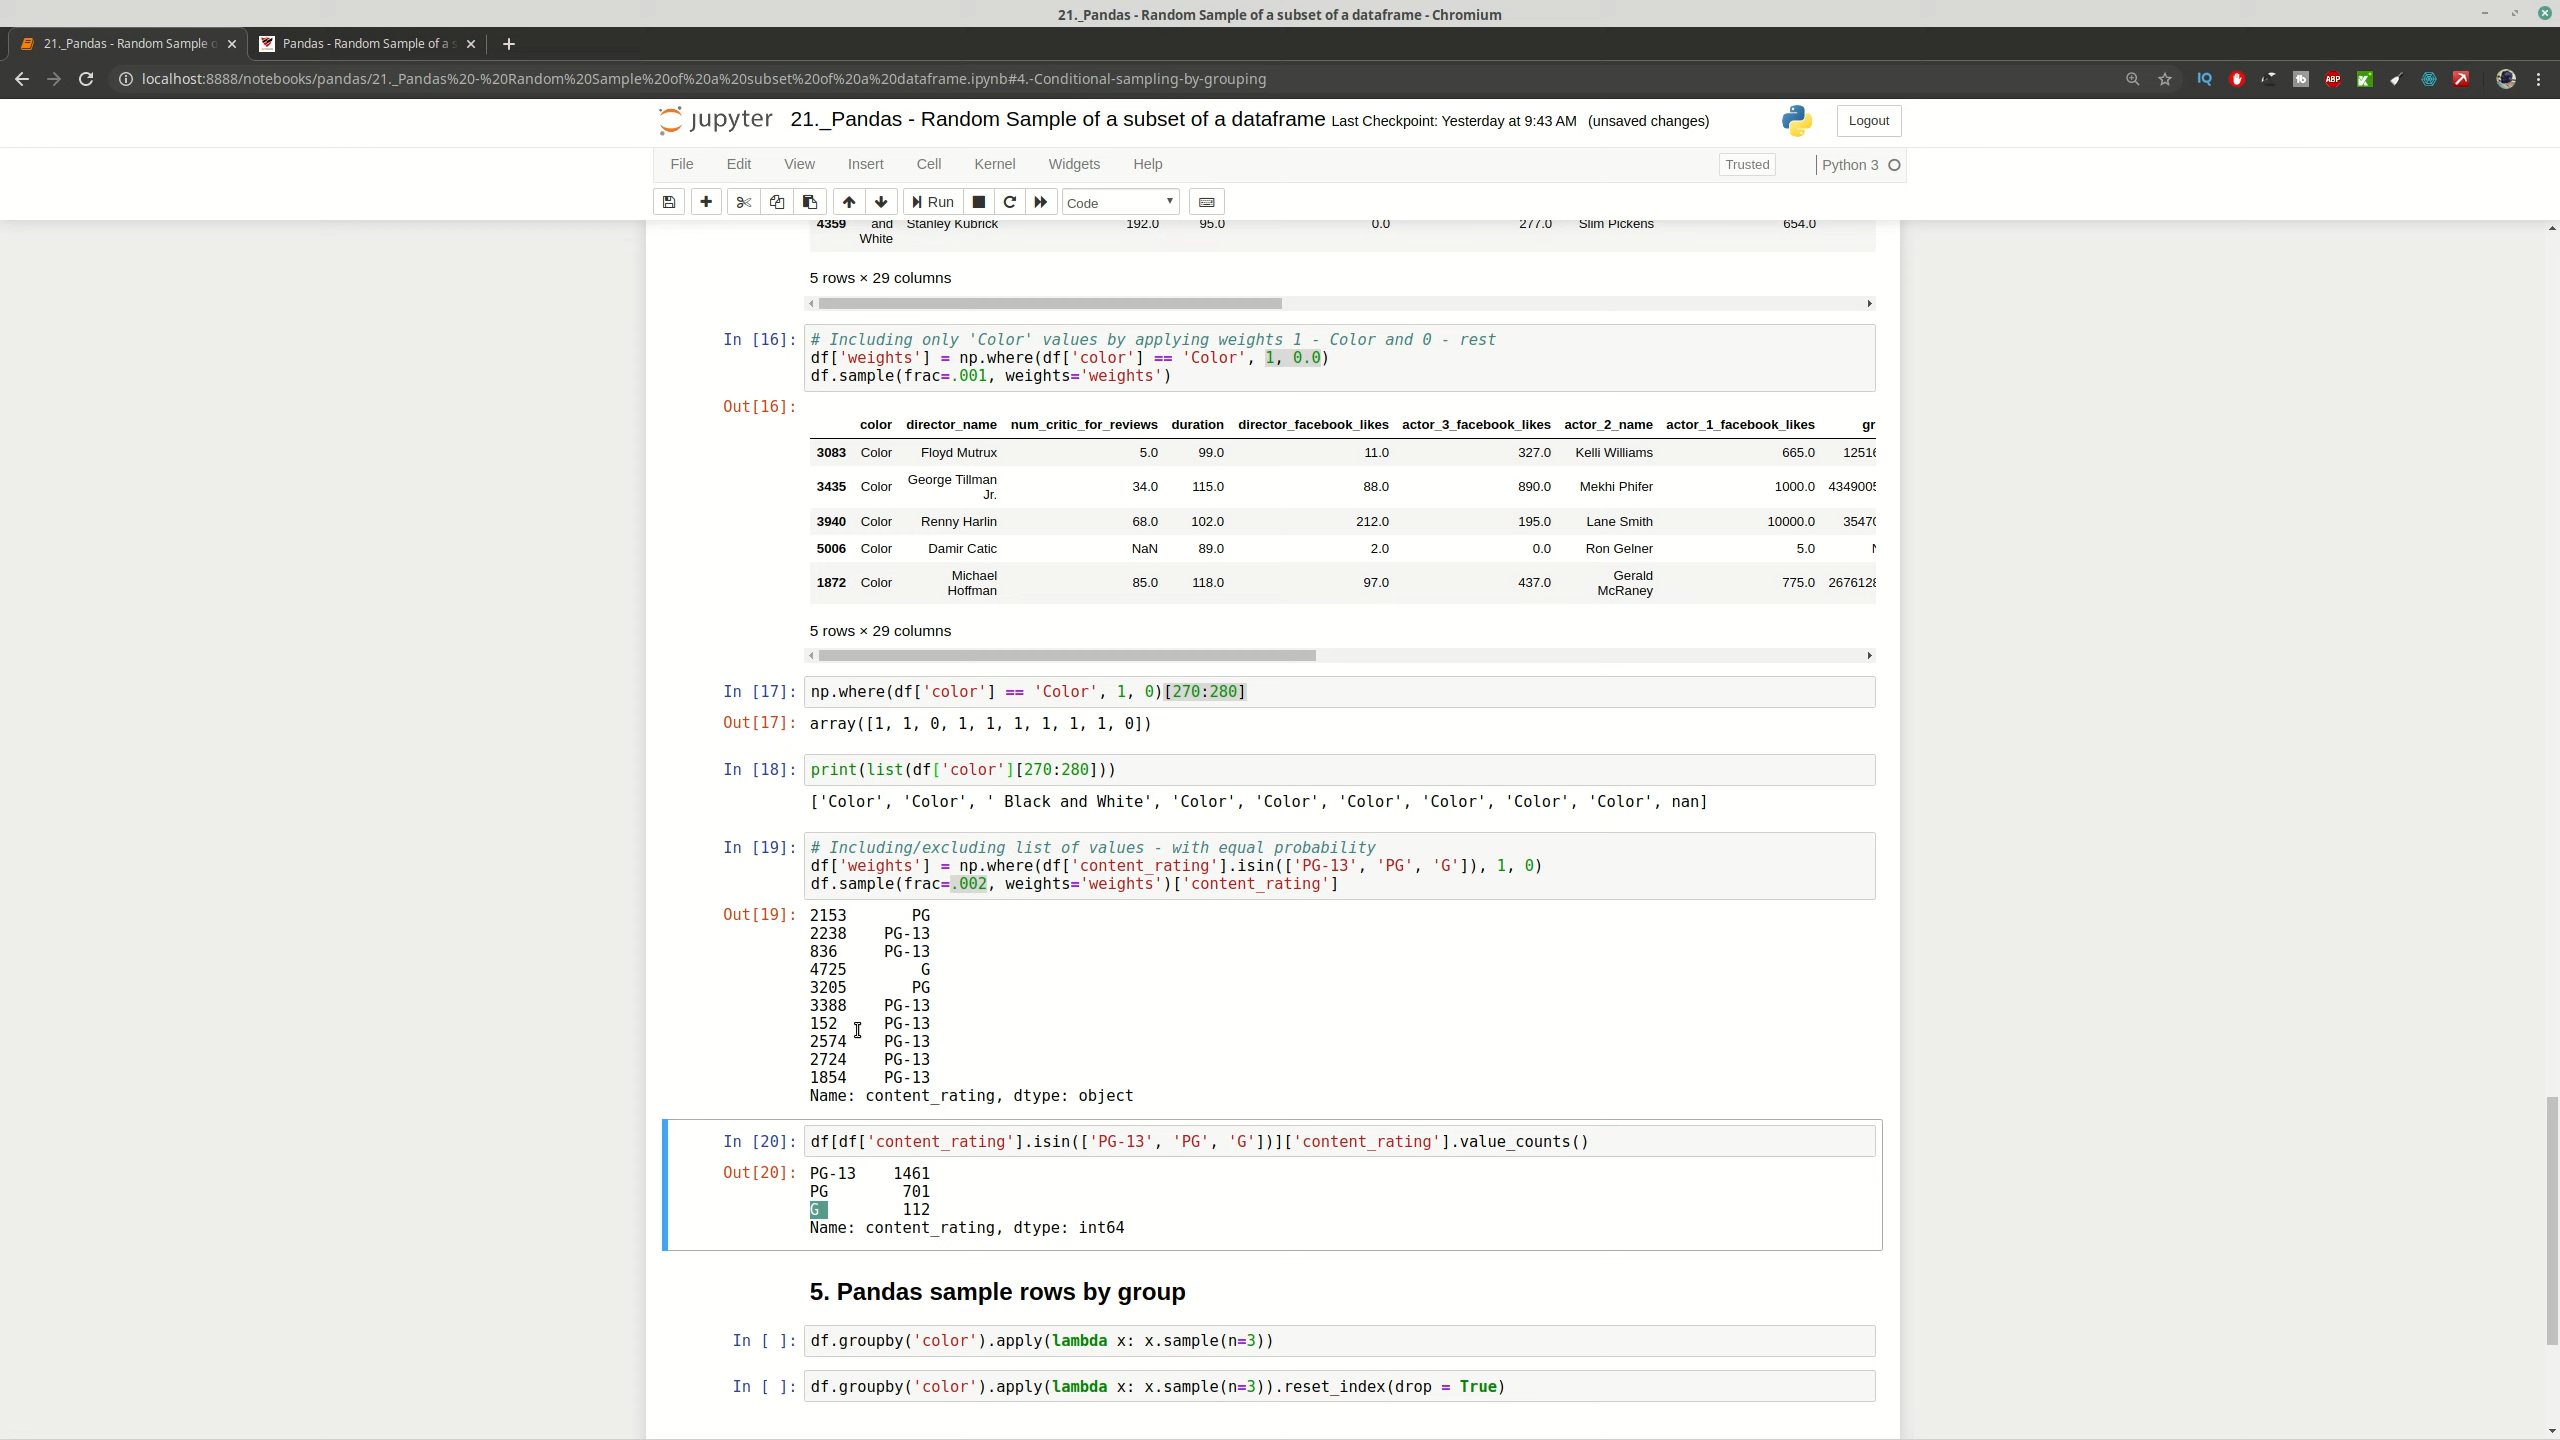 21._Pandas - Random Sample of a subset of a dataframe - Chromium
21._Pandas - Random Sample o
Pandas - Random Sample of a s
localhost:8888/notebooks/pandas/21._Pandas%20-%20Random%20Sample%20of%20a%20subset%20of%20a%20dataframe.ipynb#4.-Conditional-sampling-by-grouping
IQ
tb
ABP
jupyter 21._Pandas - Random Sample of a subset of a dataframe Last Checkpoint: Yesterday at 9:43 AM (unsaved changes)
Logout
File Edit View Insert Cell Kernel Widgets Help
Trusted Python 3
Run Code
4359 and White Stanley Kubrick 192.0 95.0 0.0 277.0 Slim Pickens 654.0
5 rows × 29 columns
In [16]: # Including only 'Color' values by applying weights 1 - Color and 0 - rest
df['weights'] = np.where(df['color'] == 'Color', 1, 0.0)
df.sample(frac=.001, weights='weights')
Out[16]:
color director_name num_critic_for_reviews duration director_facebook_likes actor_3_facebook_likes actor_2_name actor_1_facebook_likes gr
3083 Color Floyd Mutrux 5.0 99.0 11.0 327.0 Kelli Williams 665.0 12516
3435 Color George Tillman Jr. 34.0 115.0 88.0 890.0 Mekhi Phifer 1000.0 4349005
3940 Color Renny Harlin 68.0 102.0 212.0 195.0 Lane Smith 10000.0 35470
5006 Color Damir Catic NaN 89.0 2.0 0.0 Ron Gelner 5.0 N
1872 Color Michael Hoffman 85.0 118.0 97.0 437.0 Gerald McRaney 775.0 2676128
5 rows × 29 columns
In [17]: np.where(df['color'] == 'Color', 1, 0)[270:280]
Out[17]: array([1, 1, 0, 1, 1, 1, 1, 1, 1, 0])
In [18]: print(list(df['color'][270:280]))
['Color', 'Color', ' Black and White', 'Color', 'Color', 'Color', 'Color', 'Color', 'Color', nan]
In [19]: # Including/excluding list of values - with equal probability
df['weights'] = np.where(df['content_rating'].isin(['PG-13', 'PG', 'G']), 1, 0)
df.sample(frac=.002, weights='weights')['content_rating']
Out[19]: 2153 PG
2238 PG-13
836 PG-13
4725 G
3205 PG
3388 PG-13
152 PG-13
2574 PG-13
2724 PG-13
1854 PG-13
Name: content_rating, dtype: object
In [20]: df[df['content_rating'].isin(['PG-13', 'PG', 'G'])]['content_rating'].value_counts()
Out[20]: PG-13 1461
PG 701
G 112
Name: content_rating, dtype: int64
5. Pandas sample rows by group
In [ ]: df.groupby('color').apply(lambda x: x.sample(n=3))
In [ ]: df.groupby('color').apply(lambda x: x.sample(n=3)).reset_index(drop = True)